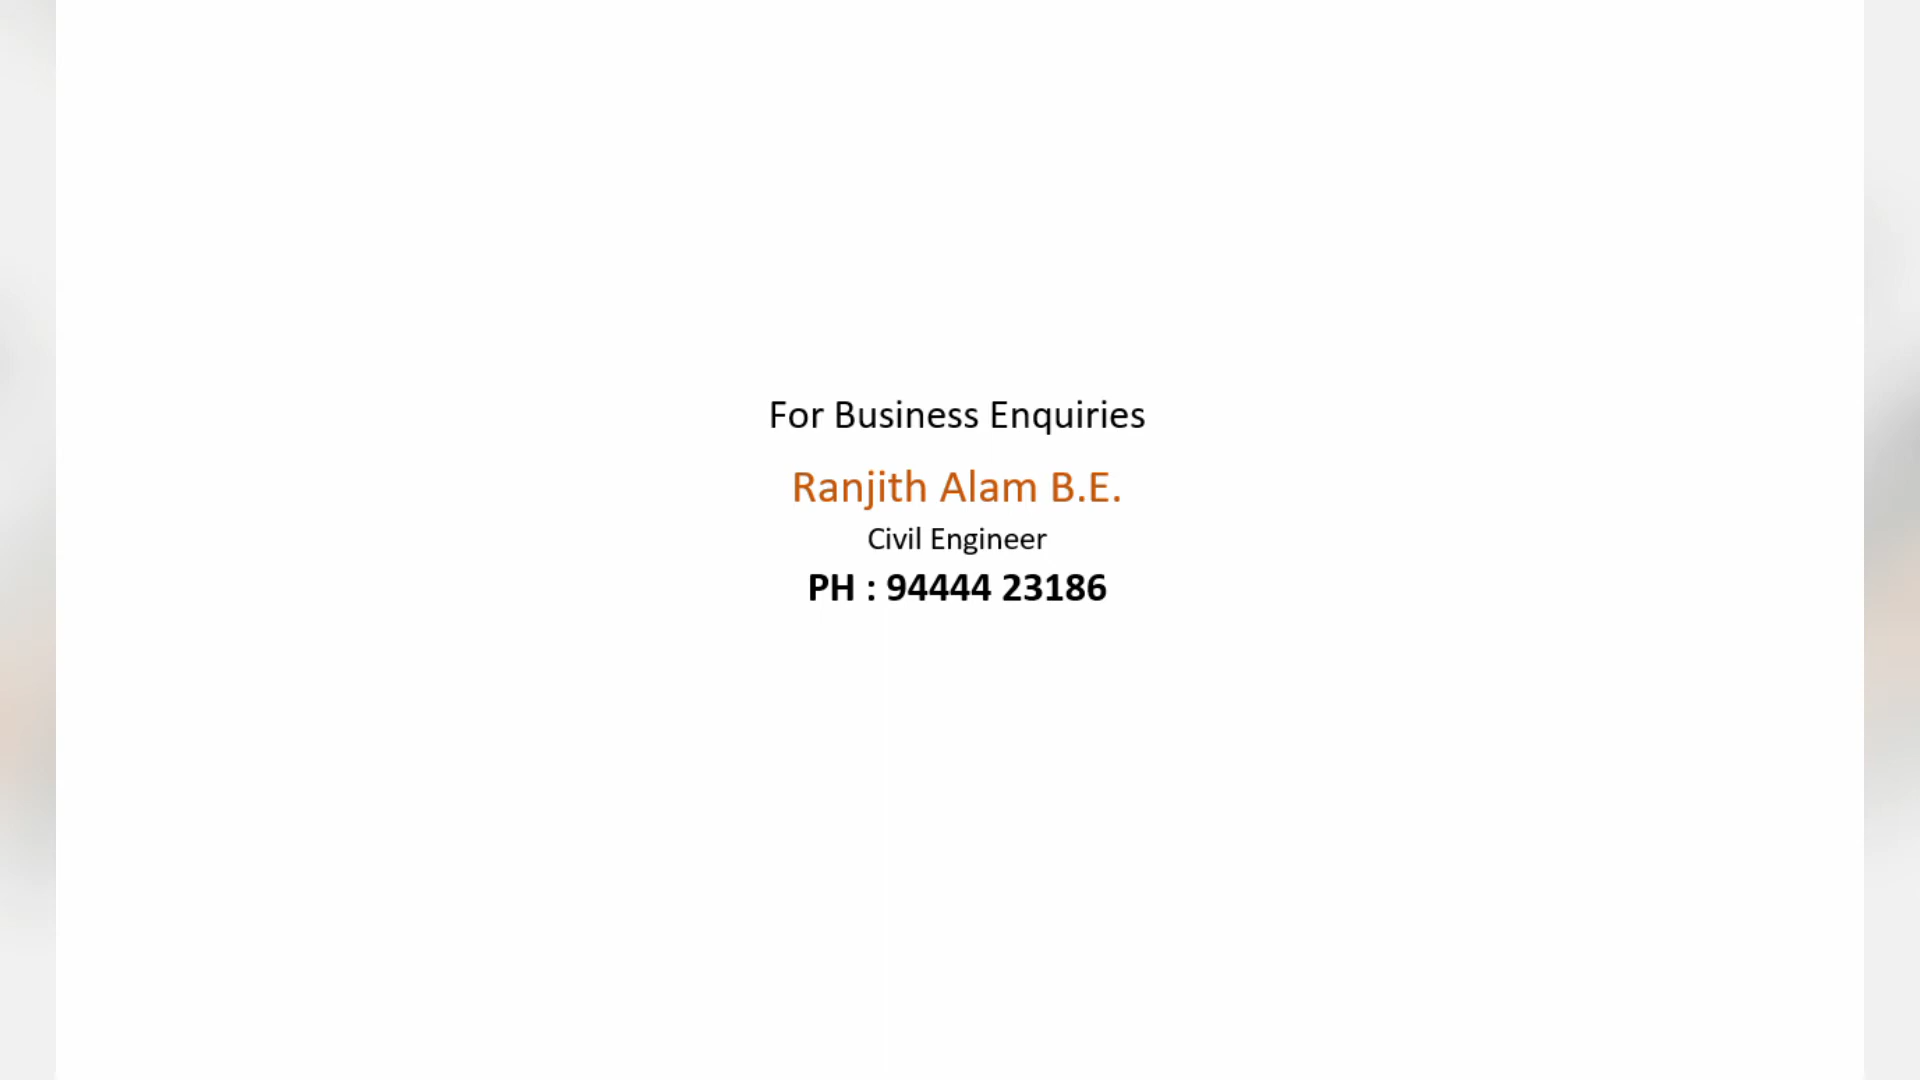 For Business Enquiries
Ranjith Alam B.E.
Civil Engineer
PH : 94444 23186